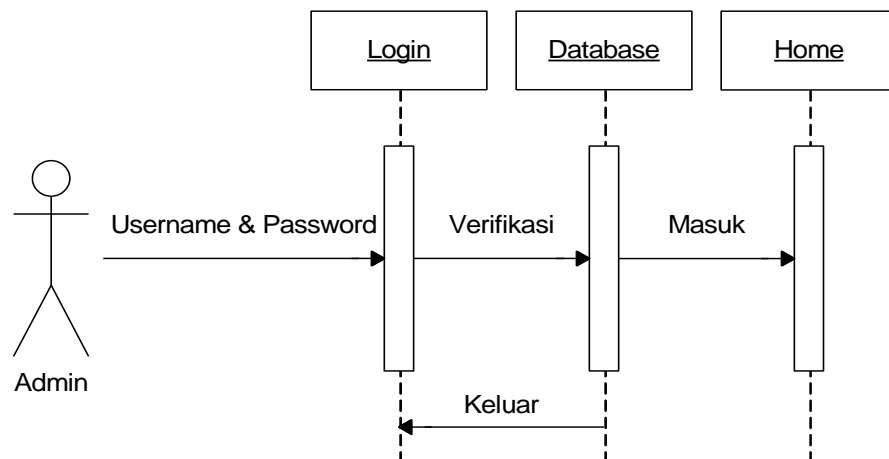 Login
Database
Home
Username & Password
Verifikasi
Masuk
Admin
Keluar